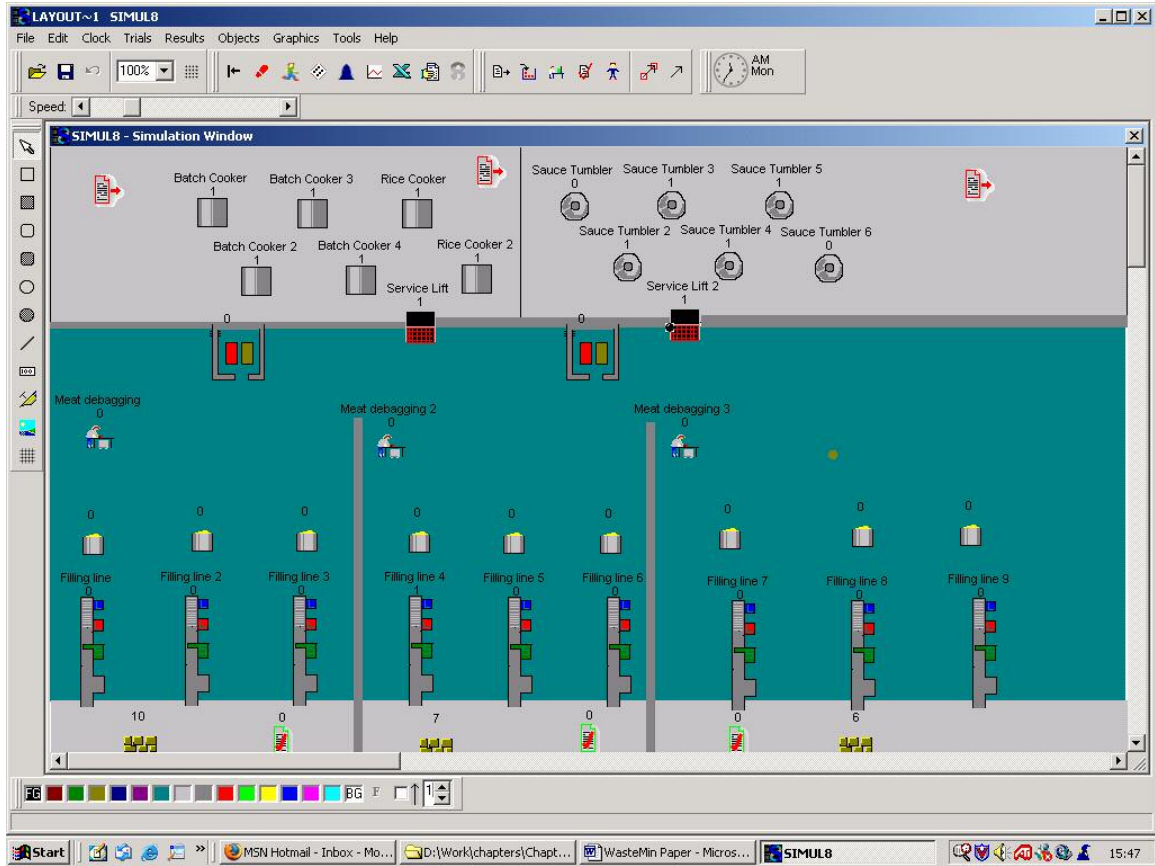 LAYOUT~1 SIMUL8
File Edit Clock Trials Results Objects Graphics Tools Help
100%
AM
Mon
Speed:
SIMUL8 - Simulation Window
Batch Cooker
1
Batch Cooker 3
1
Rice Cooker
1
Sauce Tumbler
0
Sauce Tumbler 3
1
Sauce Tumbler 5
1
Batch Cooker 2
1
Batch Cooker 4
1
Rice Cooker 2
1
Sauce Tumbler 2
1
Sauce Tumbler 4
1
Sauce Tumbler 6
0
Service Lift
1
Service Lift 2
1
0 0
Meat debagging
0
Meat debagging 2
0
Meat debagging 3
0
0 0 0 0 0 0 0 0 0
Filling line
0
Filling line 2
0
Filling line 3
0
Filling line 4
1
Filling line 5
0
Filling line 6
0
Filling line 7
0
Filling line 8
0
Filling line 9
0
10 0 7 0 0 6
FG BG F 1
Start MSN Hotmail - Inbox - Mo... D:\Work\chapters\Chapt... WasteMin Paper - Micros... SIMUL8 15:47